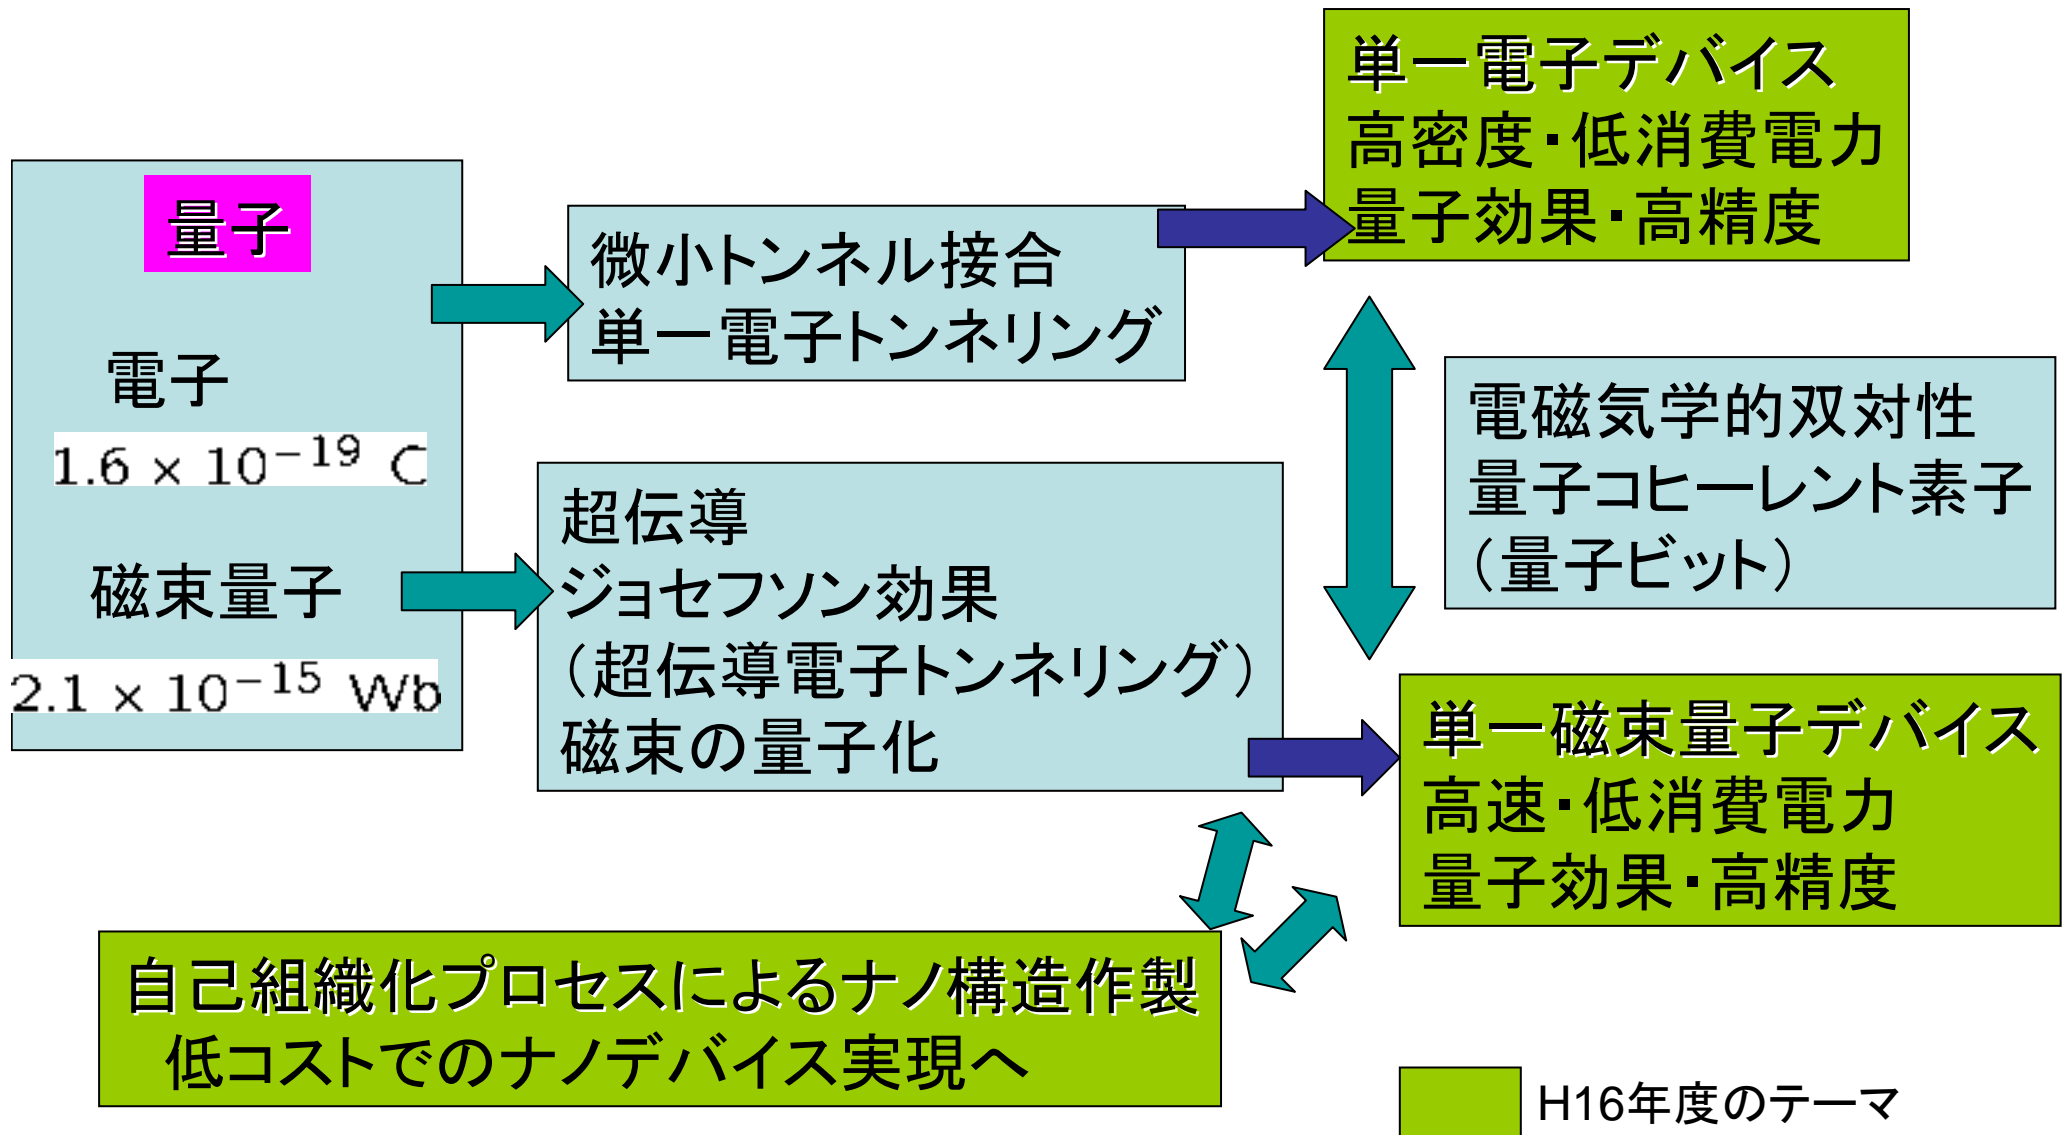 量子
電子
1.6 × 10⁻¹⁹ C
磁束量子
2.1 × 10⁻¹⁵ Wb
微小トンネル接合
単一電子トンネリング
超伝導
ジョセフソン効果
（超伝導電子トンネリング）
磁束の量子化
単一電子デバイス
高密度・低消費電力
量子効果・高精度
電磁気学的双対性
量子コヒーレント素子
（量子ビット）
単一磁束量子デバイス
高速・低消費電力
量子効果・高精度
自己組織化プロセスによるナノ構造作製
低コストでのナノデバイス実現へ
H16年度のテーマ